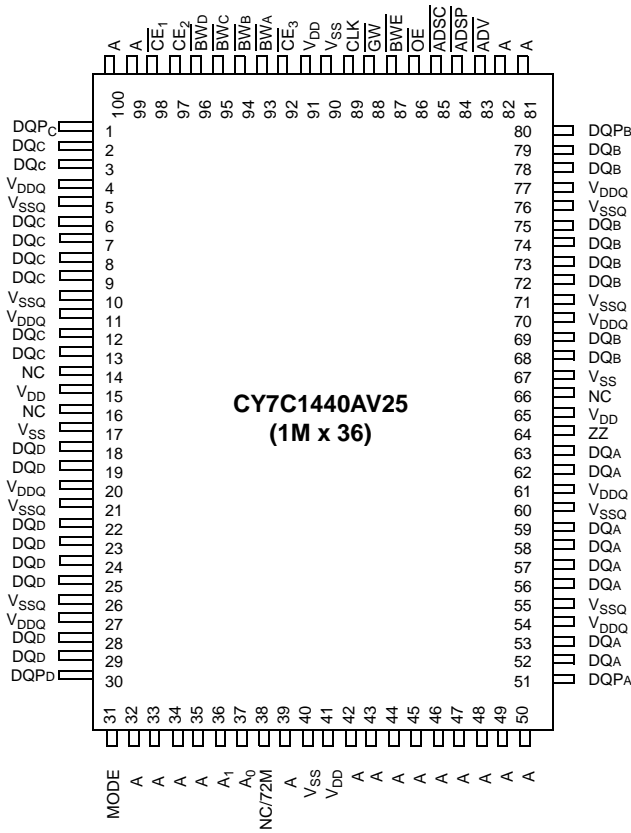 A
A
CE1
CE2
BWD
BWC
BWB
BWA
CE3
VDD
VSS
CLK
GW
BWE
OE
ADSC
ADSP
ADV
A
A
100
99
98
97
96
95
94
93
92
91
90
89
88
87
86
85
84
83
82
81
DQPC 1
DQC 2
DQC 3
VDDQ 4
VSSQ 5
DQC 6
DQC 7
DQC 8
DQC 9
VSSQ 10
VDDQ 11
DQC 12
DQC 13
NC 14
VDD 15
NC 16
VSS 17
DQD 18
DQD 19
VDDQ 20
VSSQ 21
DQD 22
DQD 23
DQD 24
DQD 25
VSSQ 26
VDDQ 27
DQD 28
DQD 29
DQPD 30
CY7C1440AV25
(1M x 36)
80 DQPB
79 DQB
78 DQB
77 VDDQ
76 VSSQ
75 DQB
74 DQB
73 DQB
72 DQB
71 VSSQ
70 VDDQ
69 DQB
68 DQB
67 VSS
66 NC
65 VDD
64 ZZ
63 DQA
62 DQA
61 VDDQ
60 VSSQ
59 DQA
58 DQA
57 DQA
56 DQA
55 VSSQ
54 VDDQ
53 DQA
52 DQA
51 DQPA
31
32
33
34
35
36
37
38
39
40
41
42
43
44
45
46
47
48
49
50
MODE
A
A
A
A
A1
A0
NC/72M
A
VSS
VDD
A
A
A
A
A
A
A
A
A